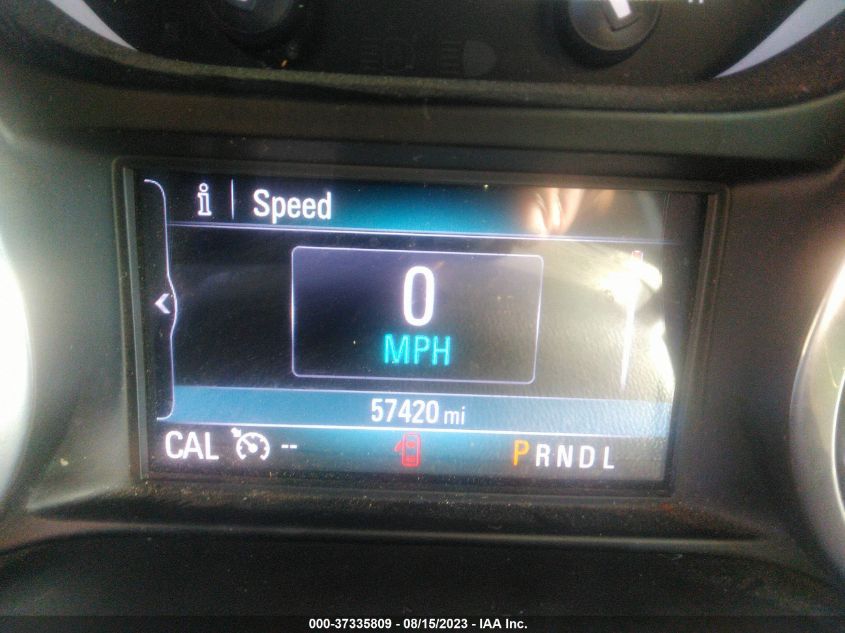 Speed
0
MPH
57420 mi
CAL -- PRNDL
000-37335809 - 08/15/2023 - IAA Inc.